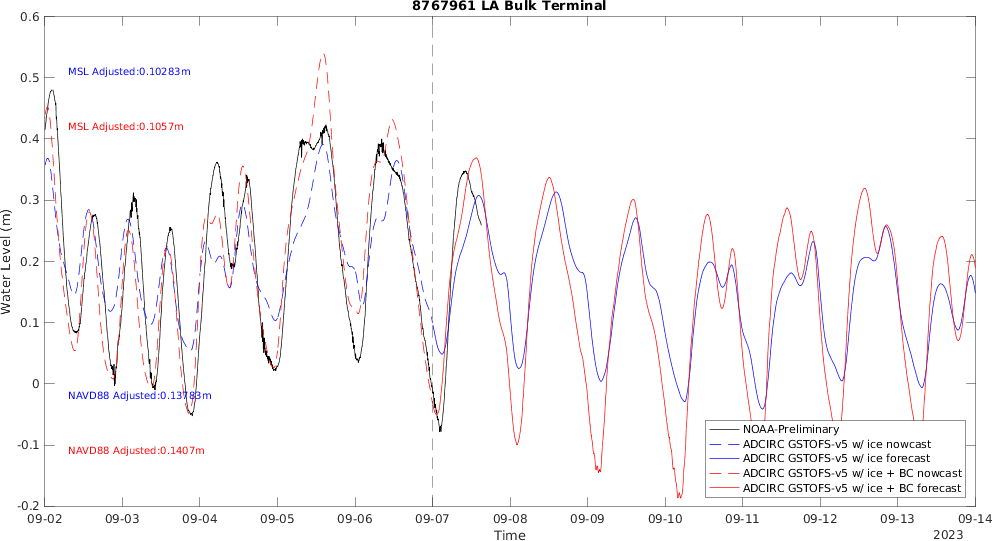 8767961 LA Bulk Terminal
0.6
0.5
0.4
0.3
0.2
0.1
0
-0.1
-0.2
Water Level (m)
MSL Adjusted:0.10283m
MSL Adjusted:0.1057m
NAVD88 Adjusted:0.13783m
NAVD88 Adjusted:0.1407m
NOAA-Preliminary
ADCIRC GSTOFS-v5 w/ ice nowcast
ADCIRC GSTOFS-v5 w/ ice forecast
ADCIRC GSTOFS-v5 w/ ice + BC nowcast
ADCIRC GSTOFS-v5 w/ ice + BC forecast
09-02 09-03 09-04 09-05 09-06 09-07 09-08 09-09 09-10 09-11 09-12 09-13 09-14
Time
2023